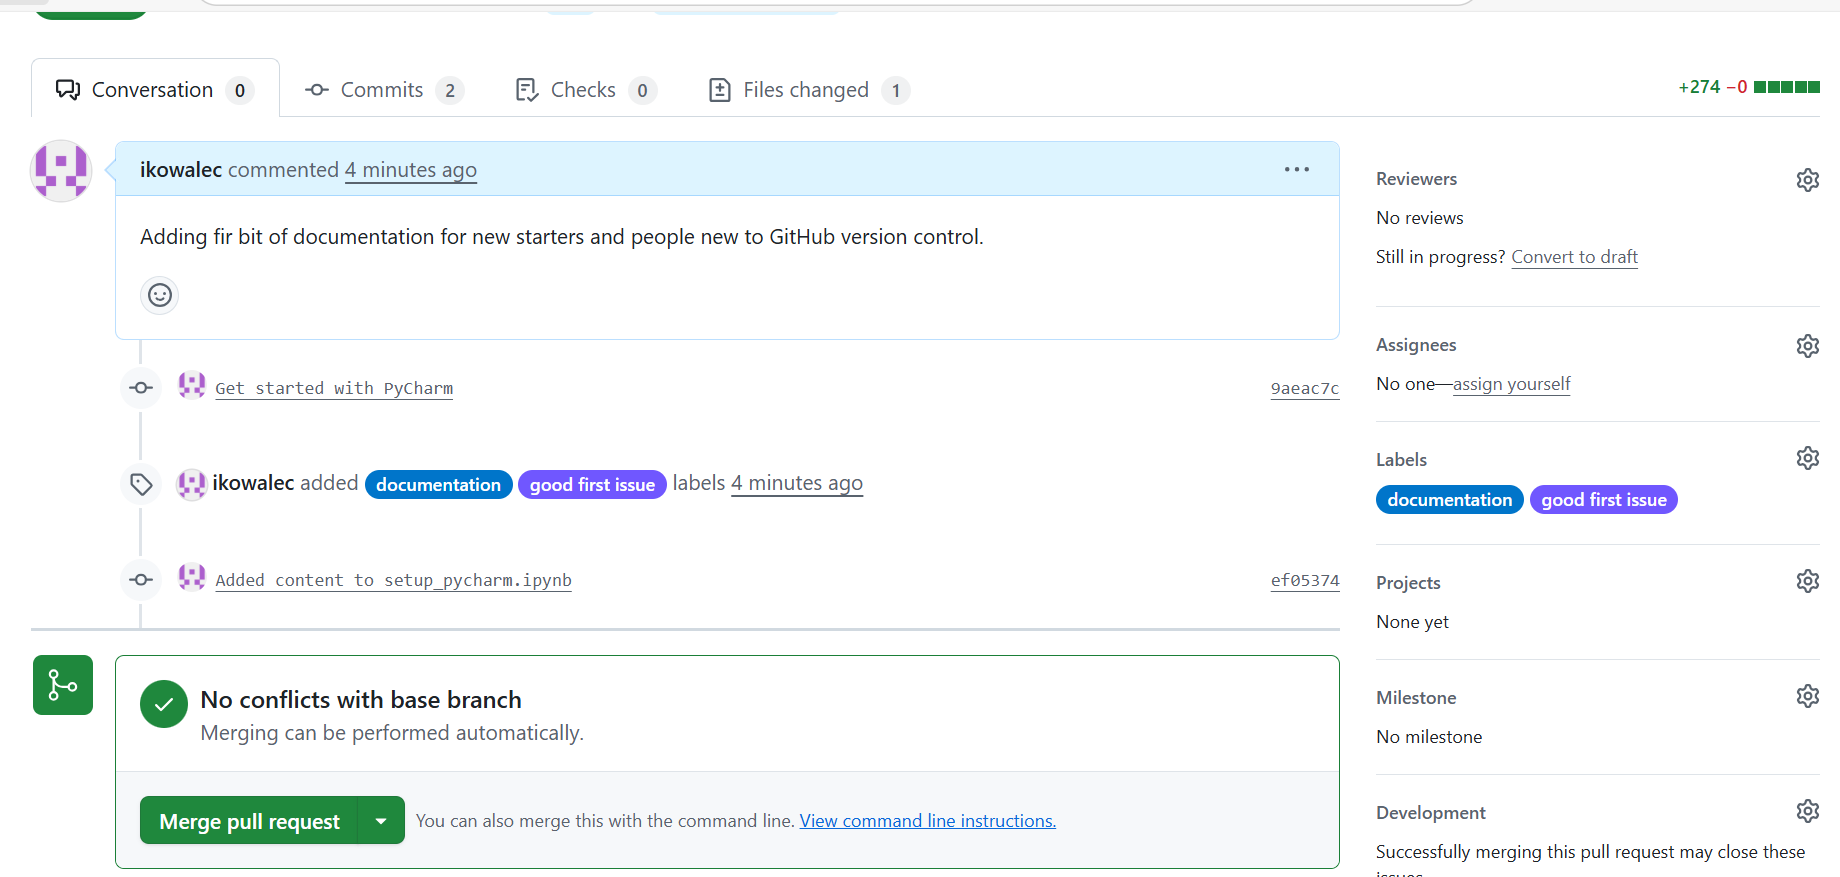 Conversation 0 Commits 2 Checks 0 Files changed 1 +274 −0
ikowalec commented 4 minutes ago
Adding fir bit of documentation for new starters and people new to GitHub version control.
Get started with PyCharm 9aeac7c
ikowalec added documentation good first issue labels 4 minutes ago
Added content to setup_pycharm.ipynb ef05374
No conflicts with base branch
Merging can be performed automatically.
Merge pull request You can also merge this with the command line. View command line instructions.
Reviewers
No reviews
Still in progress? Convert to draft
Assignees
No one—assign yourself
Labels
documentation good first issue
Projects
None yet
Milestone
No milestone
Development
Successfully merging this pull request may close these
issues